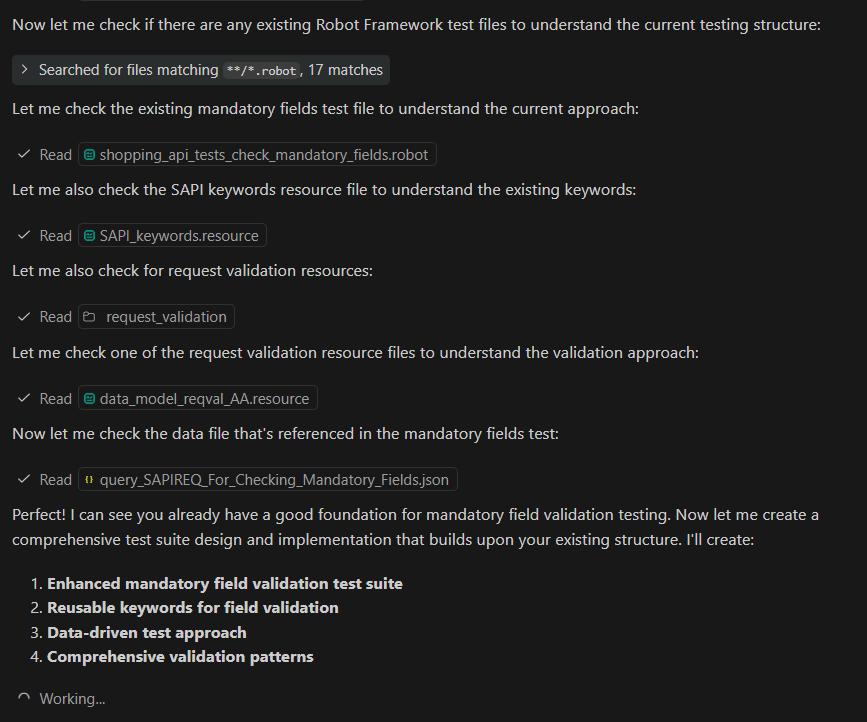 Now let me check if there are any existing Robot Framework test files to understand the current testing structure:
Searched for files matching **/*.robot, 17 matches
Let me check the existing mandatory fields test file to understand the current approach:
Read shopping_api_tests_check_mandatory_fields.robot
Let me also check the SAPI keywords resource file to understand the existing keywords:
Read SAPI_keywords.resource
Let me also check for request validation resources:
Read request_validation
Let me check one of the request validation resource files to understand the validation approach:
Read data_model_reqval_AA.resource
Now let me check the data file that's referenced in the mandatory fields test:
Read {} query_SAPIREQ_For_Checking_Mandatory_Fields.json
Perfect! I can see you already have a good foundation for mandatory field validation testing. Now let me create a
comprehensive test suite design and implementation that builds upon your existing structure. I'll create:
1. Enhanced mandatory field validation test suite
2. Reusable keywords for field validation
3. Data-driven test approach
4. Comprehensive validation patterns
Working...